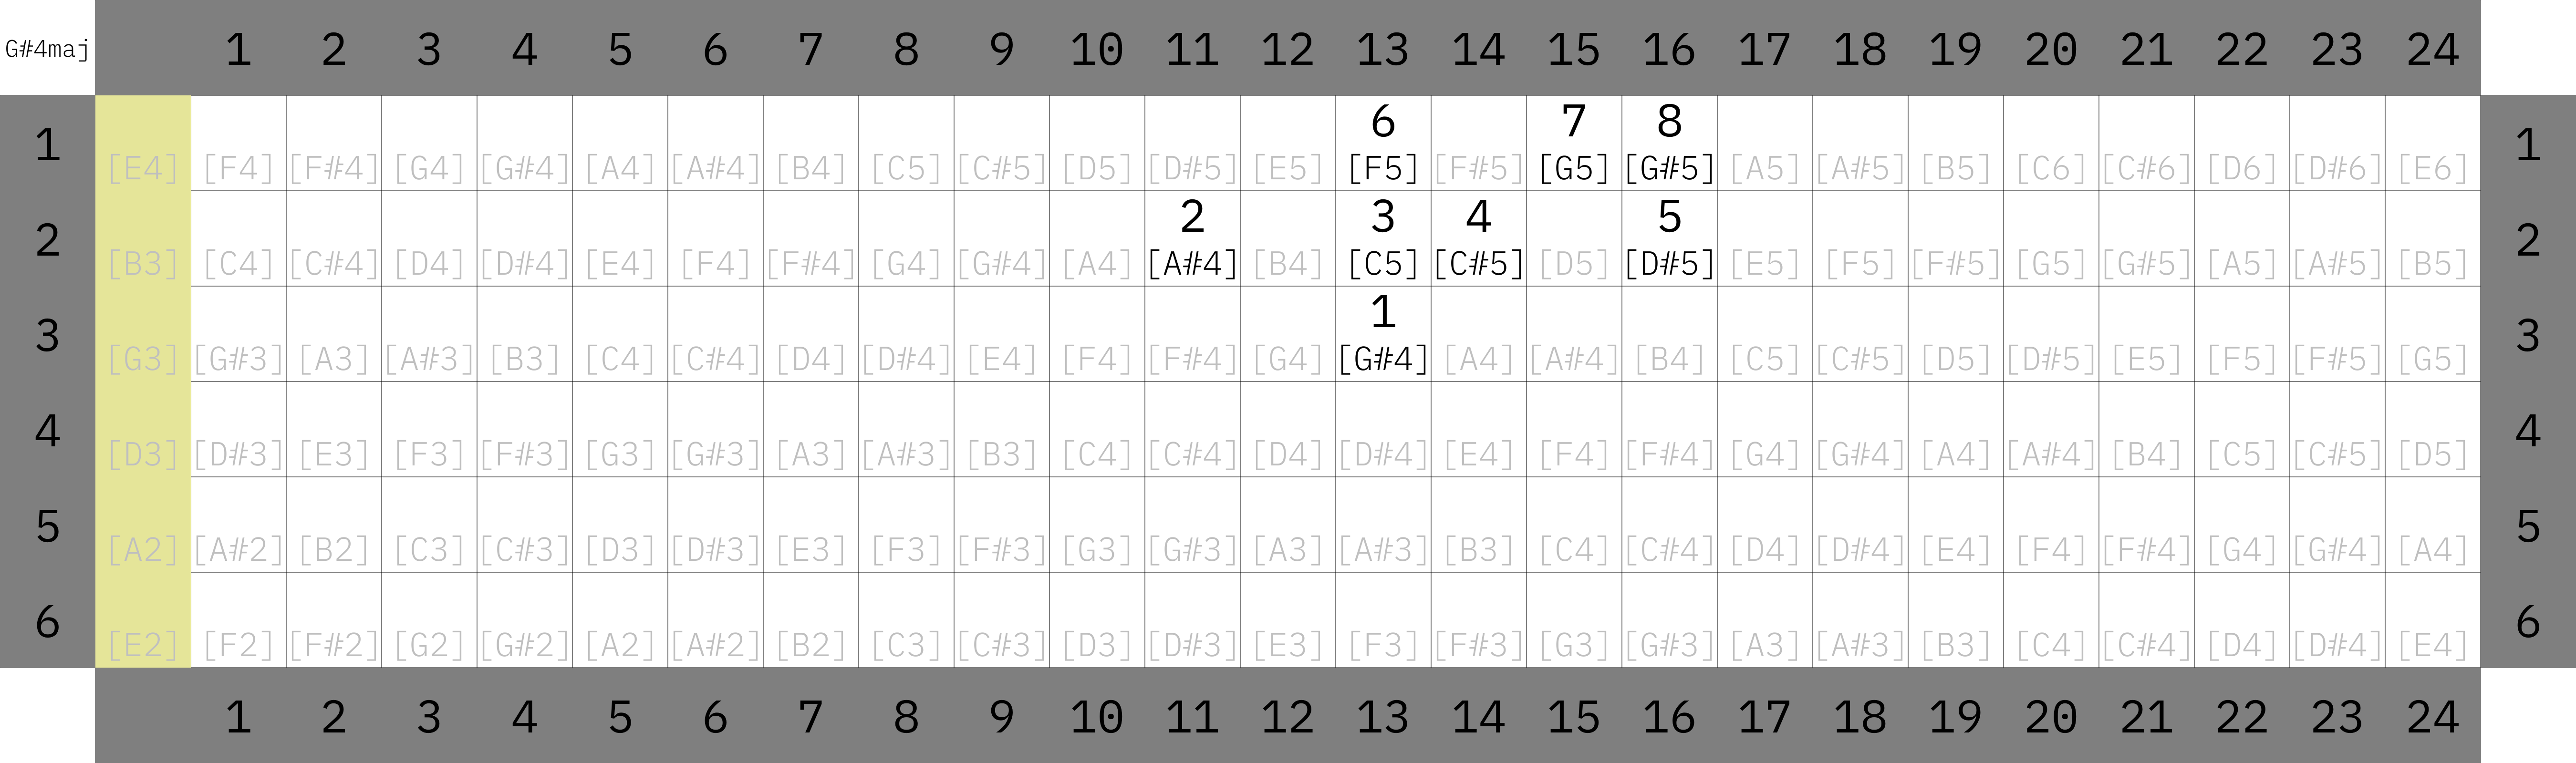 G#4maj 1 2 3 4 5 6 7 8 9 10 11 12 13 14 15 16 17 18 19 20 21 22 23 24
6 7 8
1 [E4] [F4] [F#4] [G4] [G#4] [A4] [A#4] [B4] [C5] [C#5] [D5] [D#5] [E5] [F5] [F#5] [G5] [G#5] [A5] [A#5] [B5] [C6] [C#6] [D6] [D#6] [E6] 1
2 3 4 5
2 [B3] [C4] [C#4] [D4] [D#4] [E4] [F4] [F#4] [G4] [G#4] [A4] [A#4] [B4] [C5] [C#5] [D5] [D#5] [E5] [F5] [F#5] [G5] [G#5] [A5] [A#5] [B5] 2
1
3 [G3] [G#3] [A3] [A#3] [B3] [C4] [C#4] [D4] [D#4] [E4] [F4] [F#4] [G4] [G#4] [A4] [A#4] [B4] [C5] [C#5] [D5] [D#5] [E5] [F5] [F#5] [G5] 3
4 [D3] [D#3] [E3] [F3] [F#3] [G3] [G#3] [A3] [A#3] [B3] [C4] [C#4] [D4] [D#4] [E4] [F4] [F#4] [G4] [G#4] [A4] [A#4] [B4] [C5] [C#5] [D5] 4
5 [A2] [A#2] [B2] [C3] [C#3] [D3] [D#3] [E3] [F3] [F#3] [G3] [G#3] [A3] [A#3] [B3] [C4] [C#4] [D4] [D#4] [E4] [F4] [F#4] [G4] [G#4] [A4] 5
6 [E2] [F2] [F#2] [G2] [G#2] [A2] [A#2] [B2] [C3] [C#3] [D3] [D#3] [E3] [F3] [F#3] [G3] [G#3] [A3] [A#3] [B3] [C4] [C#4] [D4] [D#4] [E4] 6
1 2 3 4 5 6 7 8 9 10 11 12 13 14 15 16 17 18 19 20 21 22 23 24